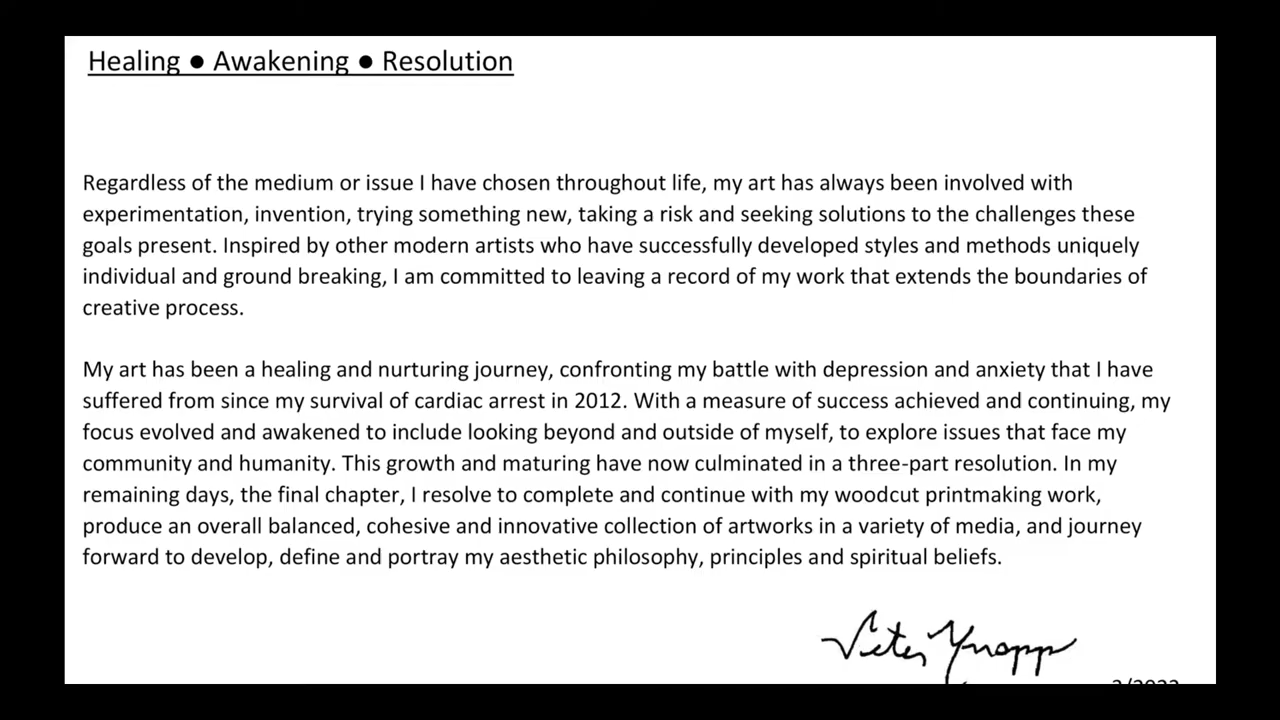 Healing ● Awakening ● Resolution
Regardless of the medium or issue I have chosen throughout life, my art has always been involved with
experimentation, invention, trying something new, taking a risk and seeking solutions to the challenges these
goals present. Inspired by other modern artists who have successfully developed styles and methods uniquely
individual and ground breaking, I am committed to leaving a record of my work that extends the boundaries of
creative process.
My art has been a healing and nurturing journey, confronting my battle with depression and anxiety that I have
suffered from since my survival of cardiac arrest in 2012. With a measure of success achieved and continuing, my
focus evolved and awakened to include looking beyond and outside of myself, to explore issues that face my
community and humanity. This growth and maturing have now culminated in a three-part resolution. In my
remaining days, the final chapter, I resolve to complete and continue with my woodcut printmaking work,
produce an overall balanced, cohesive and innovative collection of artworks in a variety of media, and journey
forward to develop, define and portray my aesthetic philosophy, principles and spiritual beliefs.
Peter